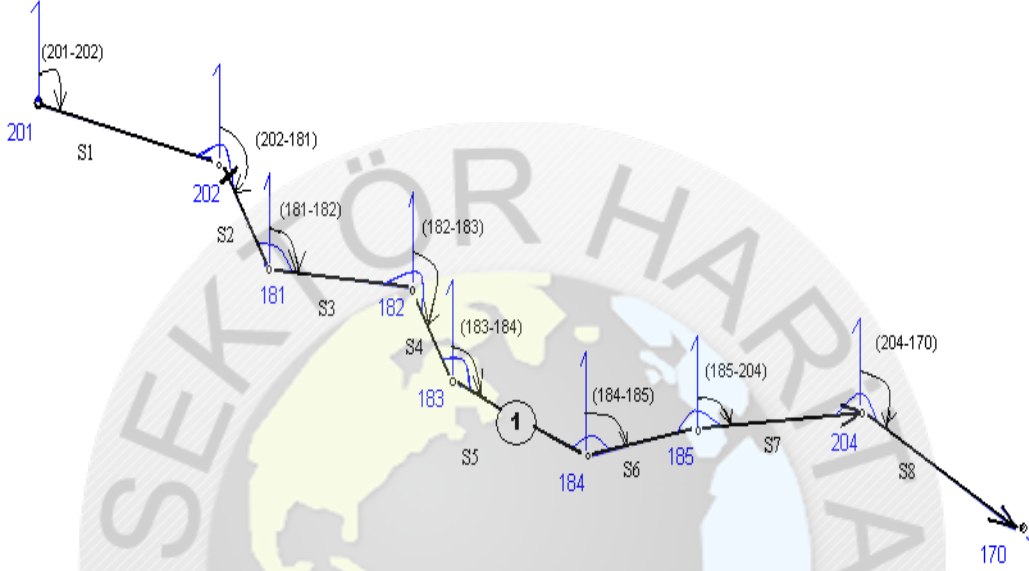 (201-202)
201
S1
(202-181)
202
(181-182)
S2
181
S3
(182-183)
182
S4
(183-184)
183
1
S5
(184-185)
184
S6
(185-204)
185
S7
204
(204-170)
S8
170
SEKTÖR HARİTA